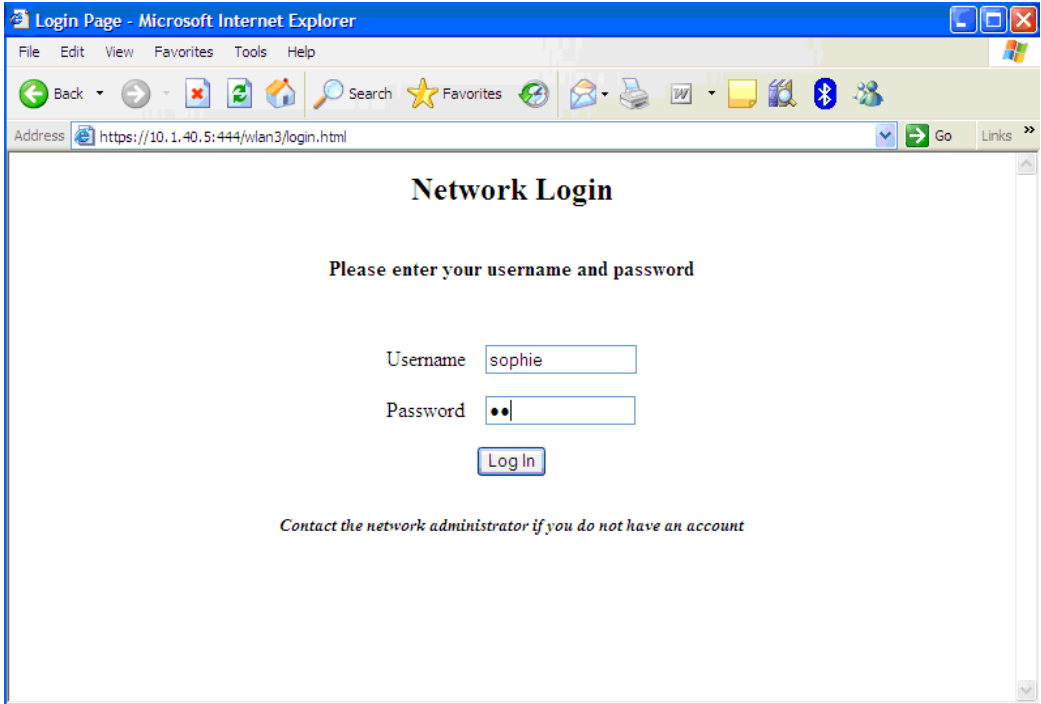 Login Page - Microsoft Internet Explorer
File Edit View Favorites Tools Help
Back Search Favorites W
Address https://10.1.40.5:444/wlan3/login.html Go Links »
Network Login
Please enter your username and password
Username sophie
Password ••
Log In
Contact the network administrator if you do not have an account